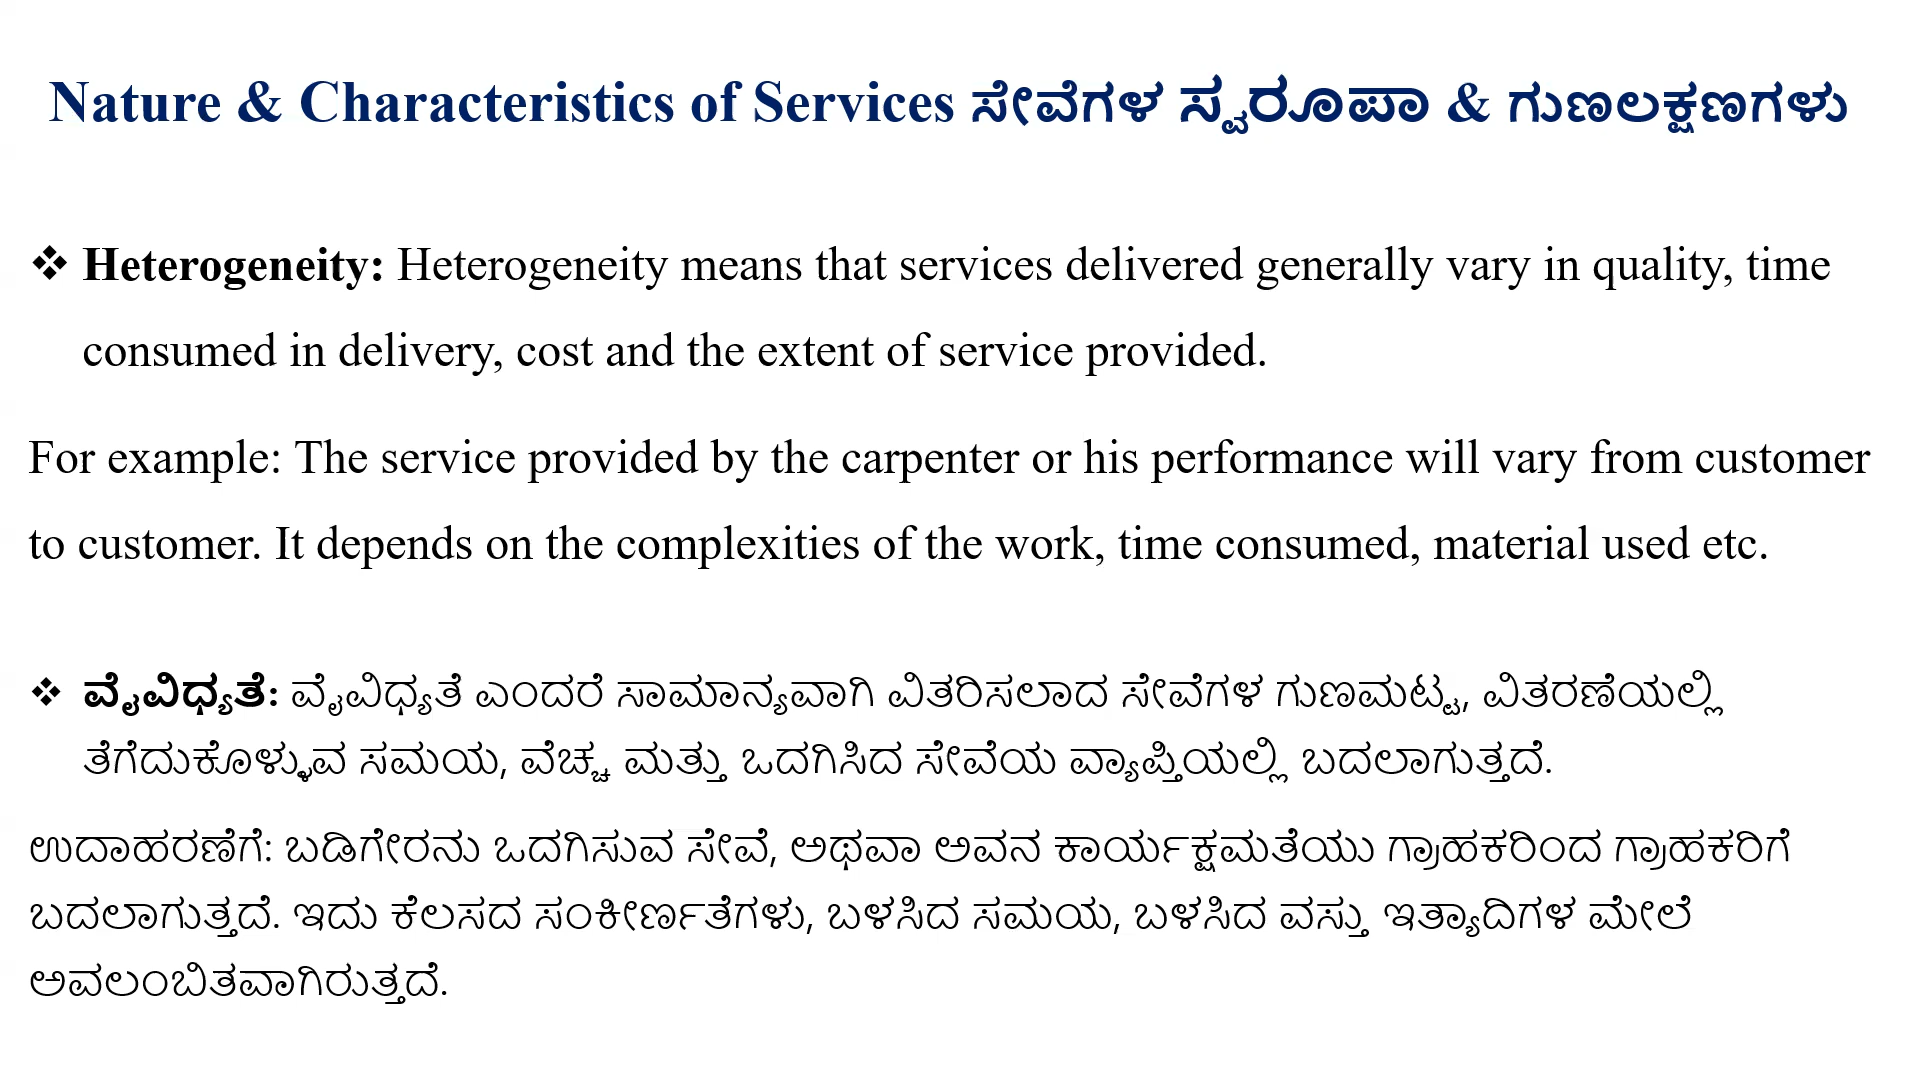 Nature & Characteristics of Services ಸೇವೆಗಳ ಸ್ವರೂಪಾ & ಗುಣಲಕ್ಷಣಗಳು
❖ Heterogeneity: Heterogeneity means that services delivered generally vary in quality, time
consumed in delivery, cost and the extent of service provided.
For example: The service provided by the carpenter or his performance will vary from customer
to customer. It depends on the complexities of the work, time consumed, material used etc.
❖ ವೈವಿಧ್ಯತೆ: ವೈವಿಧ್ಯತೆ ಎಂದರೆ ಸಾಮಾನ್ಯವಾಗಿ ವಿತರಿಸಲಾದ ಸೇವೆಗಳ ಗುಣಮಟ್ಟ, ವಿತರಣೆಯಲ್ಲಿ
ತೆಗೆದುಕೊಳ್ಳುವ ಸಮಯ, ವೆಚ್ಚ ಮತ್ತು ಒದಗಿಸಿದ ಸೇವೆಯ ವ್ಯಾಪ್ತಿಯಲ್ಲಿ ಬದಲಾಗುತ್ತದೆ.
ಉದಾಹರಣೆಗೆ: ಬಡಿಗೇರನು ಒದಗಿಸುವ ಸೇವೆ, ಅಥವಾ ಅವನ ಕಾರ್ಯಕ್ಷಮತೆಯು ಗ್ರಾಹಕರಿಂದ ಗ್ರಾಹಕರಿಗೆ
ಬದಲಾಗುತ್ತದೆ. ಇದು ಕೆಲಸದ ಸಂಕೀರ್ಣತೆಗಳು, ಬಳಸಿದ ಸಮಯ, ಬಳಸಿದ ವಸ್ತು ಇತ್ಯಾದಿಗಳ ಮೇಲೆ
ಅವಲಂಬಿತವಾಗಿರುತ್ತದೆ.